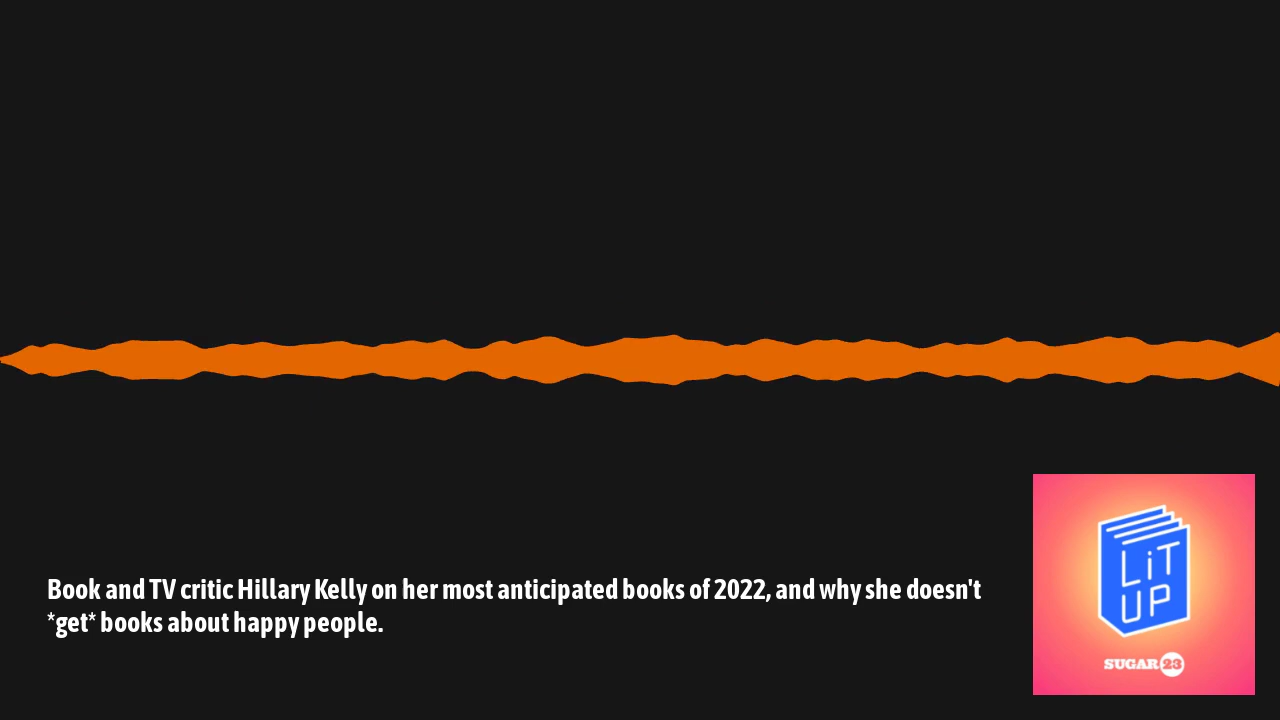 Book and TV critic Hillary Kelly on her most anticipated books of 2022, and why she doesn't
*get* books about happy people.
LiT
UP
SUGAR23